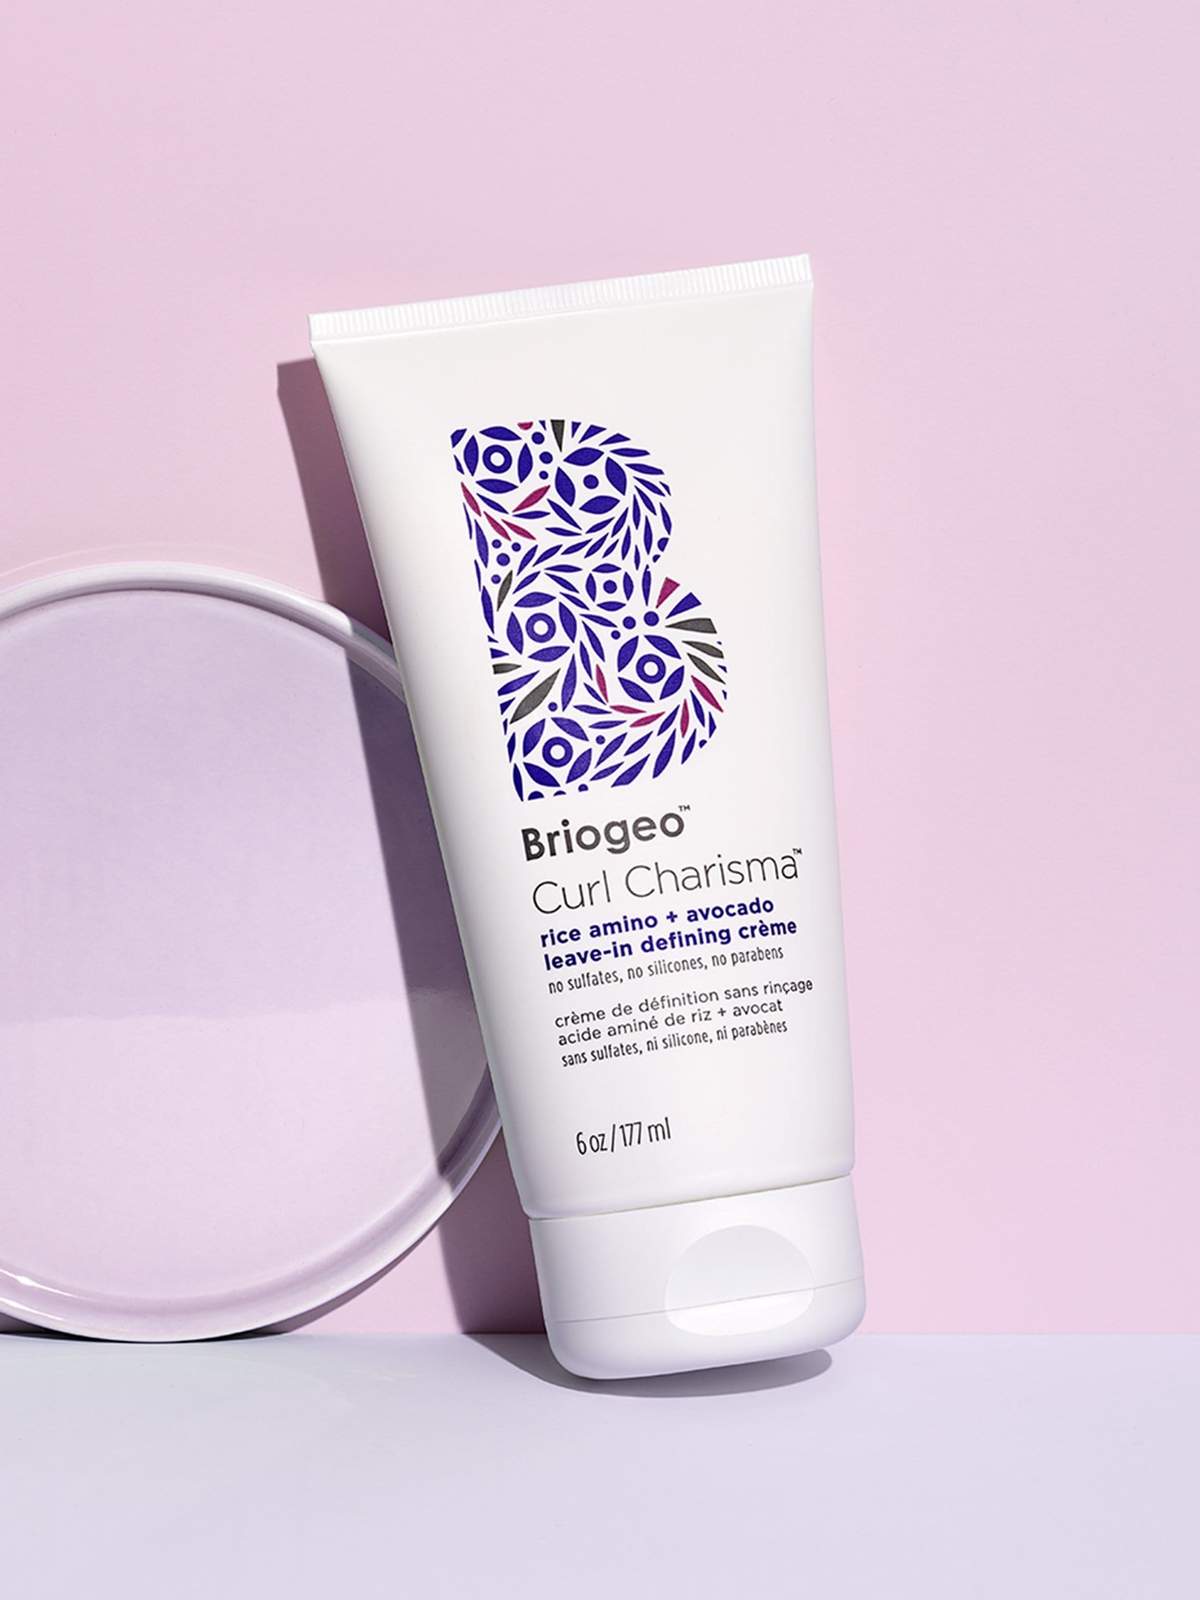 B
Briogeo™
Curl Charisma™
rice amino + avocado
leave-in defining crème
no sulfates, no silicones, no parabens
crème de définition sans rinçage
acide aminé de riz + avocat
sans sulfates, ni silicone, ni parabènes
6 oz / 177 ml